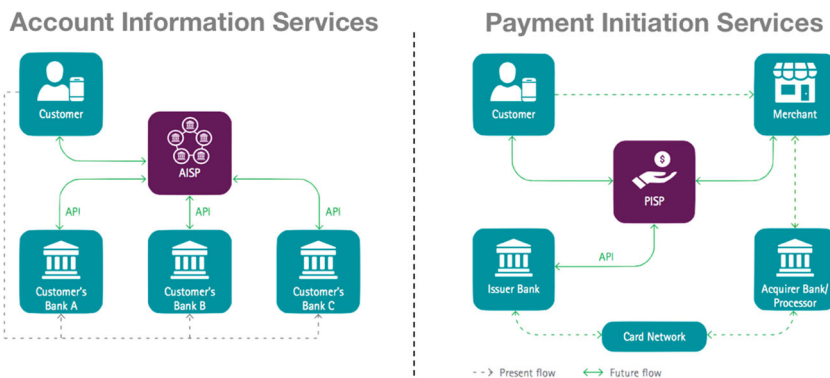 Account Information Services
Customer
AISP
API
API
API
Customer's
Bank A
Customer's
Bank B
Customer's
Bank C
Payment Initiation Services
Customer
Merchant
$
PISP
API
Issuer Bank
Acquirer Bank/
Processor
Card Network
Present flow
Future flow